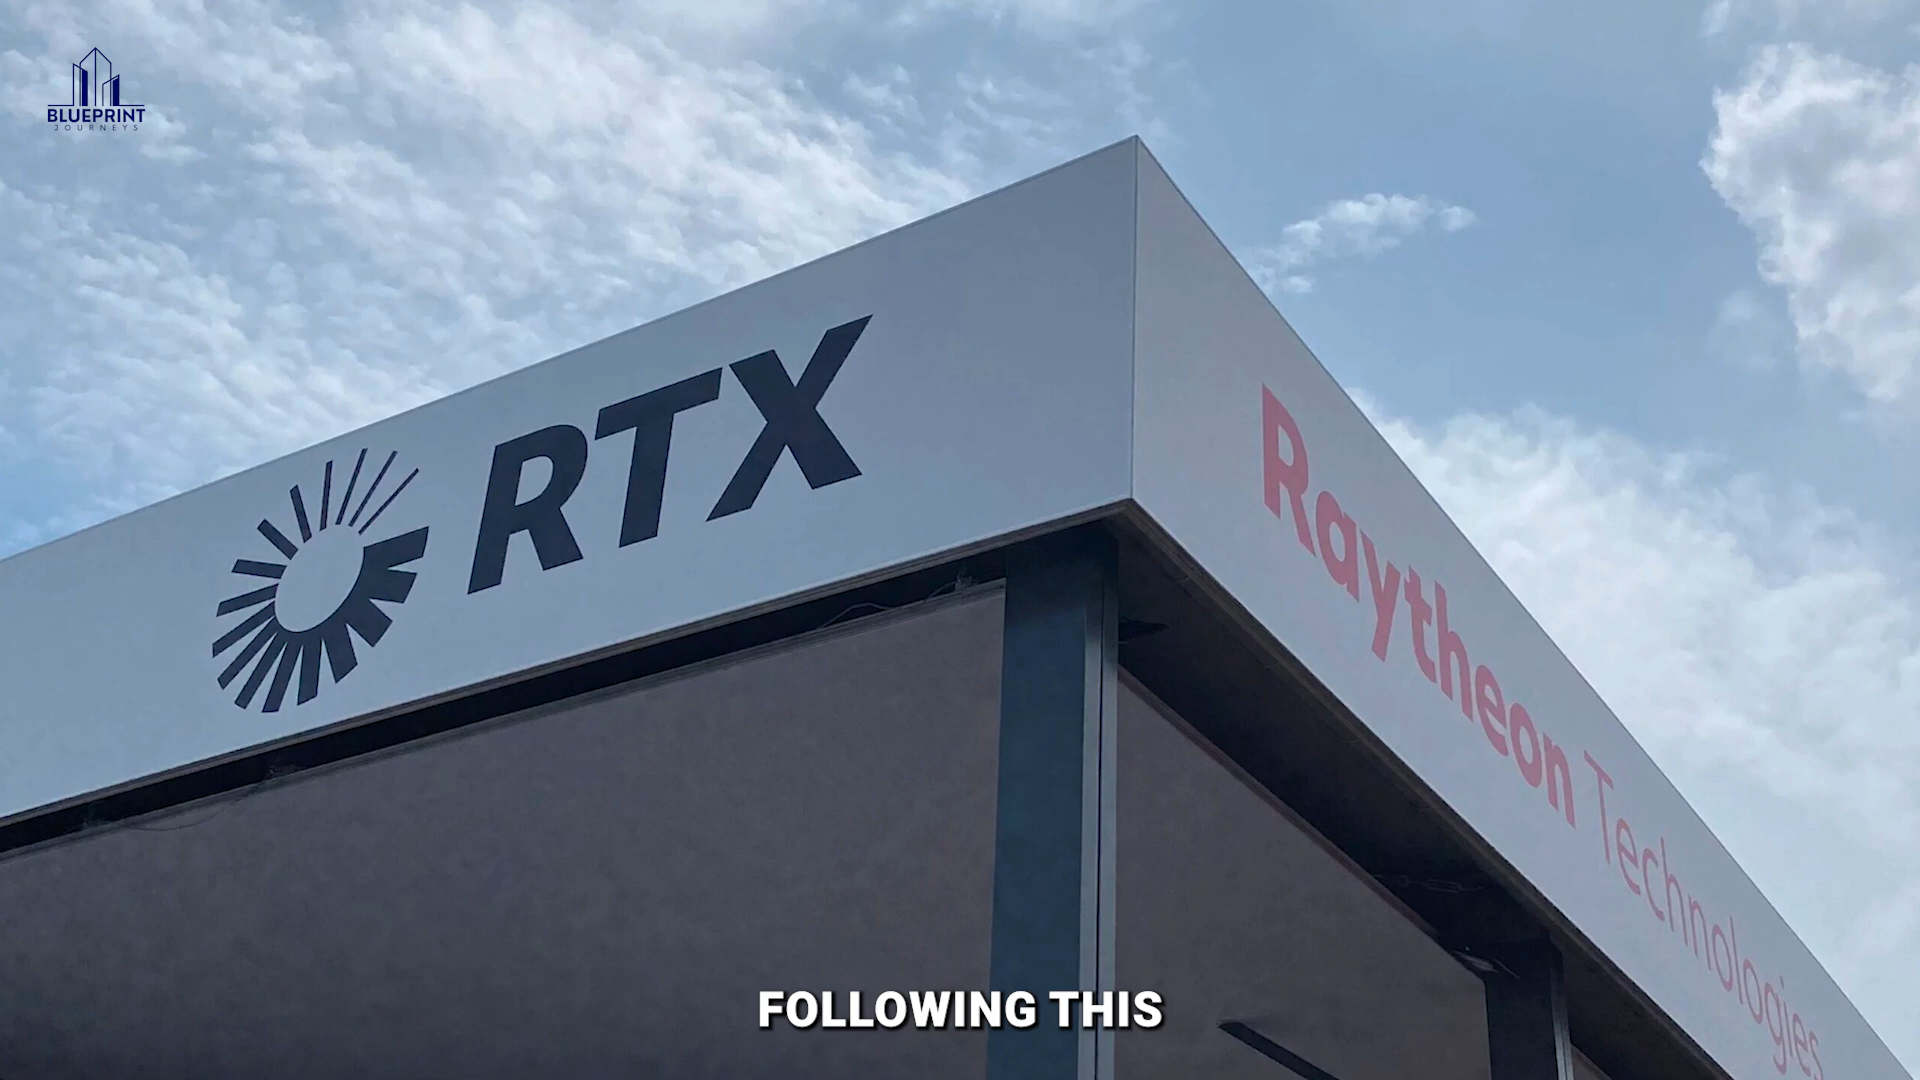 BLUEPRINT
JOURNEYS
RTX
Raytheon Technologies
FOLLOWING THIS